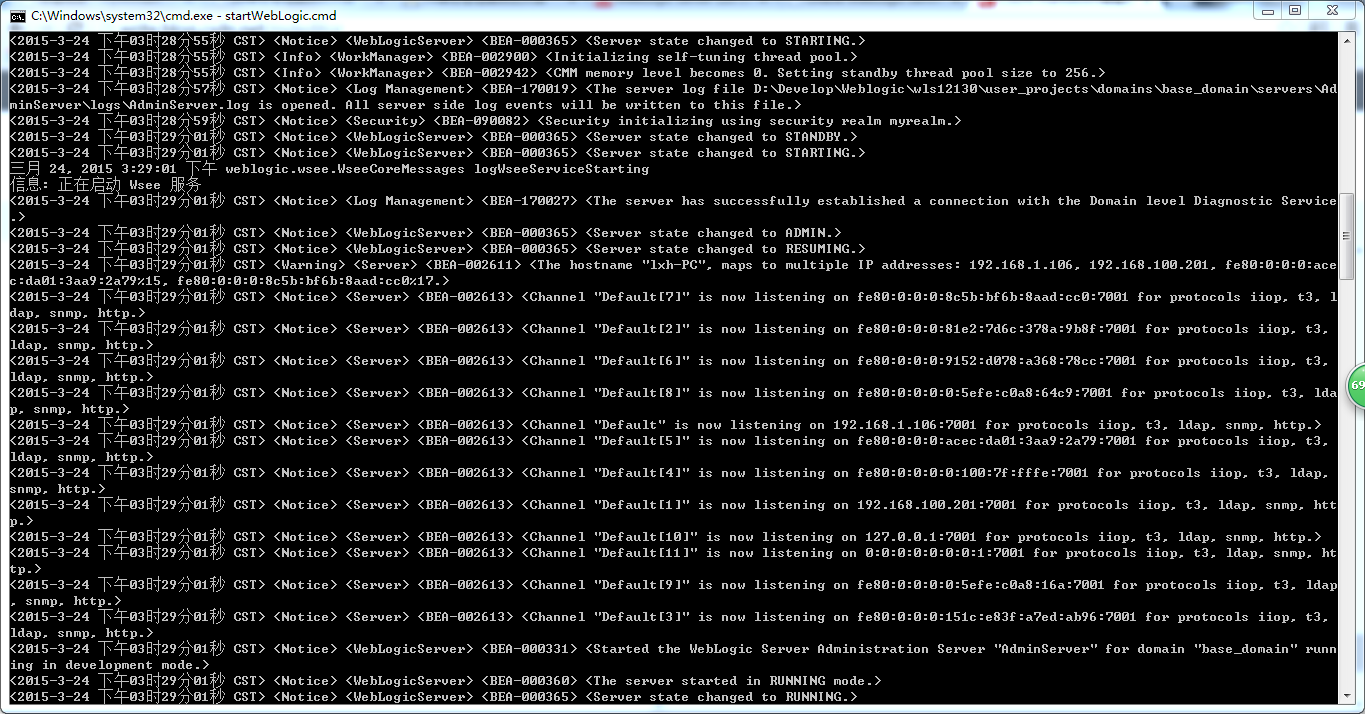 C:\Windows\system32\cmd.exe - startWebLogic.cmd
<2015-3-24 下午03时28分55秒 CST> <Notice> <WebLogicServer> <BEA-000365> <Server state changed to STARTING.>
<2015-3-24 下午03时28分55秒 CST> <Info> <WorkManager> <BEA-002900> <Initializing self-tuning thread pool.>
<2015-3-24 下午03时28分55秒 CST> <Info> <WorkManager> <BEA-002942> <CMM memory level becomes 0. Setting standby thread pool size to 256.>
<2015-3-24 下午03时28分57秒 CST> <Notice> <Log Management> <BEA-170019> <The server log file D:\Develop\Weblogic\wls12130\user_projects\domains\base_domain\servers\Ad
minServer\logs\AdminServer.log is opened. All server side log events will be written to this file.>
<2015-3-24 下午03时28分59秒 CST> <Notice> <Security> <BEA-090082> <Security initializing using security realm myrealm.>
<2015-3-24 下午03时29分01秒 CST> <Notice> <WebLogicServer> <BEA-000365> <Server state changed to STANDBY.>
<2015-3-24 下午03时29分01秒 CST> <Notice> <WebLogicServer> <BEA-000365> <Server state changed to STARTING.>
三月 24, 2015 3:29:01 下午 weblogic.wsee.WseeCoreMessages logWseeServiceStarting
信息: 正在启动 Wsee 服务
<2015-3-24 下午03时29分01秒 CST> <Notice> <Log Management> <BEA-170027> <The server has successfully established a connection with the Domain level Diagnostic Service
.>
<2015-3-24 下午03时29分01秒 CST> <Notice> <WebLogicServer> <BEA-000365> <Server state changed to ADMIN.>
<2015-3-24 下午03时29分01秒 CST> <Notice> <WebLogicServer> <BEA-000365> <Server state changed to RESUMING.>
<2015-3-24 下午03时29分01秒 CST> <Warning> <Server> <BEA-002611> <The hostname "lxh-PC", maps to multiple IP addresses: 192.168.1.106, 192.168.100.201, fe80:0:0:0:ace
c:da01:3aa9:2a79%15, fe80:0:0:0:8c5b:bf6b:8aad:cc0%17.>
<2015-3-24 下午03时29分01秒 CST> <Notice> <Server> <BEA-002613> <Channel "Default[7]" is now listening on fe80:0:0:0:8c5b:bf6b:8aad:cc0:7001 for protocols iiop, t3, l
dap, snmp, http.>
<2015-3-24 下午03时29分01秒 CST> <Notice> <Server> <BEA-002613> <Channel "Default[2]" is now listening on fe80:0:0:0:81e2:7d6c:378a:9b8f:7001 for protocols iiop, t3,
ldap, snmp, http.>
<2015-3-24 下午03时29分01秒 CST> <Notice> <Server> <BEA-002613> <Channel "Default[6]" is now listening on fe80:0:0:0:9152:d078:a368:78cc:7001 for protocols iiop, t3,
ldap, snmp, http.>
<2015-3-24 下午03时29分01秒 CST> <Notice> <Server> <BEA-002613> <Channel "Default[8]" is now listening on fe80:0:0:0:0:5efe:c0a8:64c9:7001 for protocols iiop, t3, lda
p, snmp, http.>
<2015-3-24 下午03时29分01秒 CST> <Notice> <Server> <BEA-002613> <Channel "Default" is now listening on 192.168.1.106:7001 for protocols iiop, t3, ldap, snmp, http.>
<2015-3-24 下午03时29分01秒 CST> <Notice> <Server> <BEA-002613> <Channel "Default[5]" is now listening on fe80:0:0:0:acec:da01:3aa9:2a79:7001 for protocols iiop, t3,
ldap, snmp, http.>
<2015-3-24 下午03时29分01秒 CST> <Notice> <Server> <BEA-002613> <Channel "Default[4]" is now listening on fe80:0:0:0:0:100:7f:fffe:7001 for protocols iiop, t3, ldap,
snmp, http.>
<2015-3-24 下午03时29分01秒 CST> <Notice> <Server> <BEA-002613> <Channel "Default[1]" is now listening on 192.168.100.201:7001 for protocols iiop, t3, ldap, snmp, htt
p.>
<2015-3-24 下午03时29分01秒 CST> <Notice> <Server> <BEA-002613> <Channel "Default[10]" is now listening on 127.0.0.1:7001 for protocols iiop, t3, ldap, snmp, http.>
<2015-3-24 下午03时29分01秒 CST> <Notice> <Server> <BEA-002613> <Channel "Default[11]" is now listening on 0:0:0:0:0:0:0:1:7001 for protocols iiop, t3, ldap, snmp, ht
tp.>
<2015-3-24 下午03时29分01秒 CST> <Notice> <Server> <BEA-002613> <Channel "Default[9]" is now listening on fe80:0:0:0:0:5efe:c0a8:16a:7001 for protocols iiop, t3, ldap
, snmp, http.>
<2015-3-24 下午03时29分01秒 CST> <Notice> <Server> <BEA-002613> <Channel "Default[3]" is now listening on fe80:0:0:0:151c:e83f:a7ed:ab96:7001 for protocols iiop, t3,
ldap, snmp, http.>
<2015-3-24 下午03时29分01秒 CST> <Notice> <WebLogicServer> <BEA-000331> <Started the WebLogic Server Administration Server "AdminServer" for domain "base_domain" runn
ing in development mode.>
<2015-3-24 下午03时29分01秒 CST> <Notice> <WebLogicServer> <BEA-000360> <The server started in RUNNING mode.>
<2015-3-24 下午03时29分01秒 CST> <Notice> <WebLogicServer> <BEA-000365> <Server state changed to RUNNING.>
69